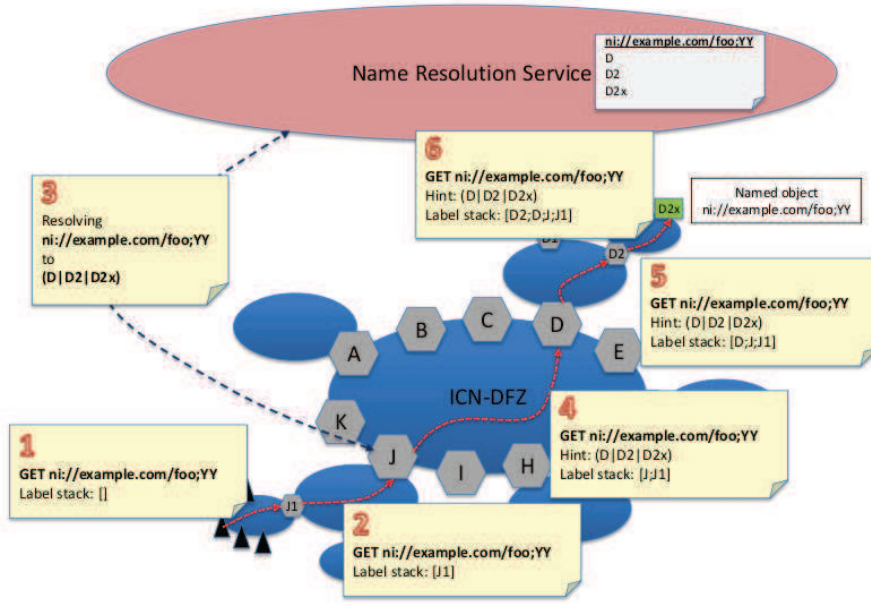 Name Resolution Service
ni://example.com/foo;YY
D
D2
D2x
6
GET ni://example.com/foo;YY
Hint: (D|D2|D2x)
Label stack: [D2;D;J;J1]
3
Resolving
ni://example.com/foo;YY
to
(D|D2|D2x)
D2x
Named object
ni://example.com/foo;YY
D1
D2
5
GET ni://example.com/foo;YY
Hint: (D|D2|D2x)
Label stack: [D;J;J1]
A
B
C
D
E
ICN-DFZ
K
J
I
H
4
GET ni://example.com/foo;YY
Hint: (D|D2|D2x)
Label stack: [J;J1]
1
GET ni://example.com/foo;YY
Label stack: []
J1
2
GET ni://example.com/foo;YY
Label stack: [J1]